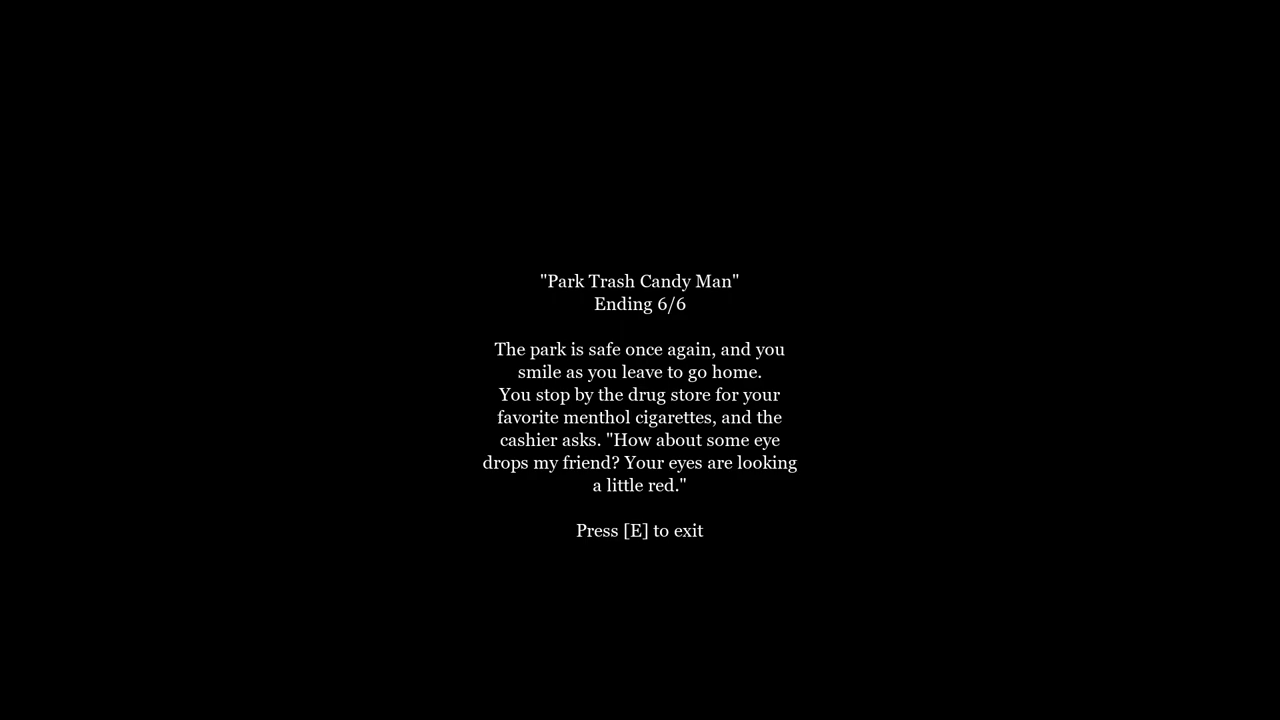 "Park Trash Candy Man"
Ending 6/6
The park is safe once again, and you
smile as you leave to go home.
You stop by the drug store for your
favorite menthol cigarettes, and the
cashier asks. "How about some eye
drops my friend? Your eyes are looking
a little red."
Press [E] to exit